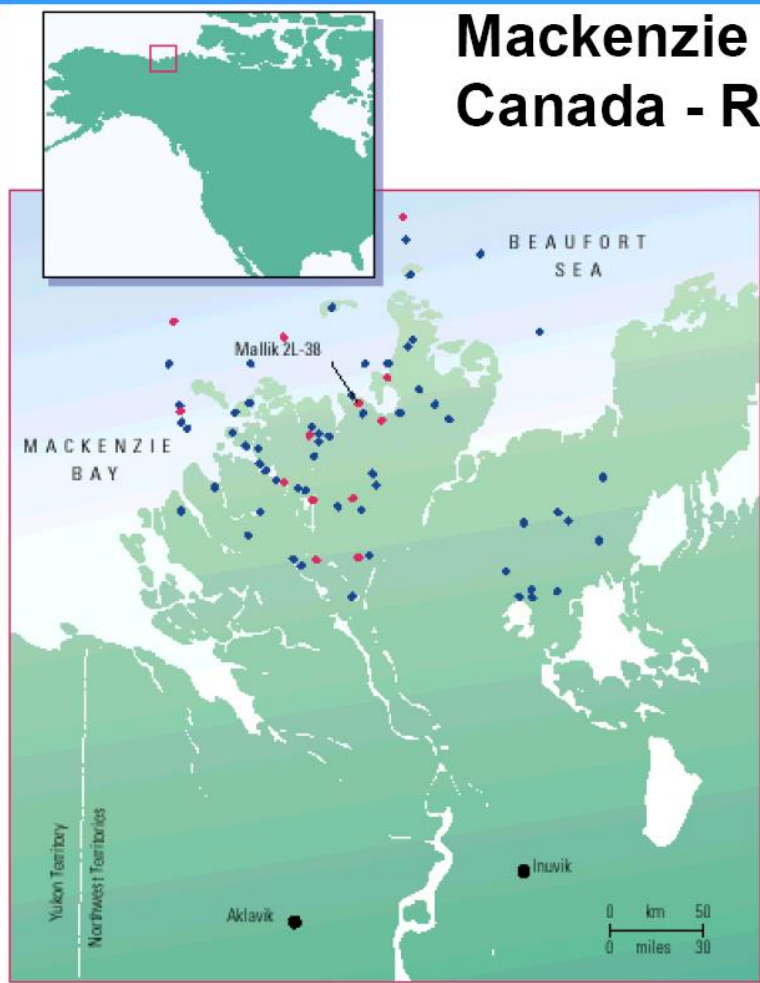 Mackenzie
Canada - R
BEAUFORT
SEA
Mallik 2L-38
MACKENZIE
BAY
Yukon Territory
Northwest Territories
Inuvik
Aklavik
0 km 50
0 miles 30